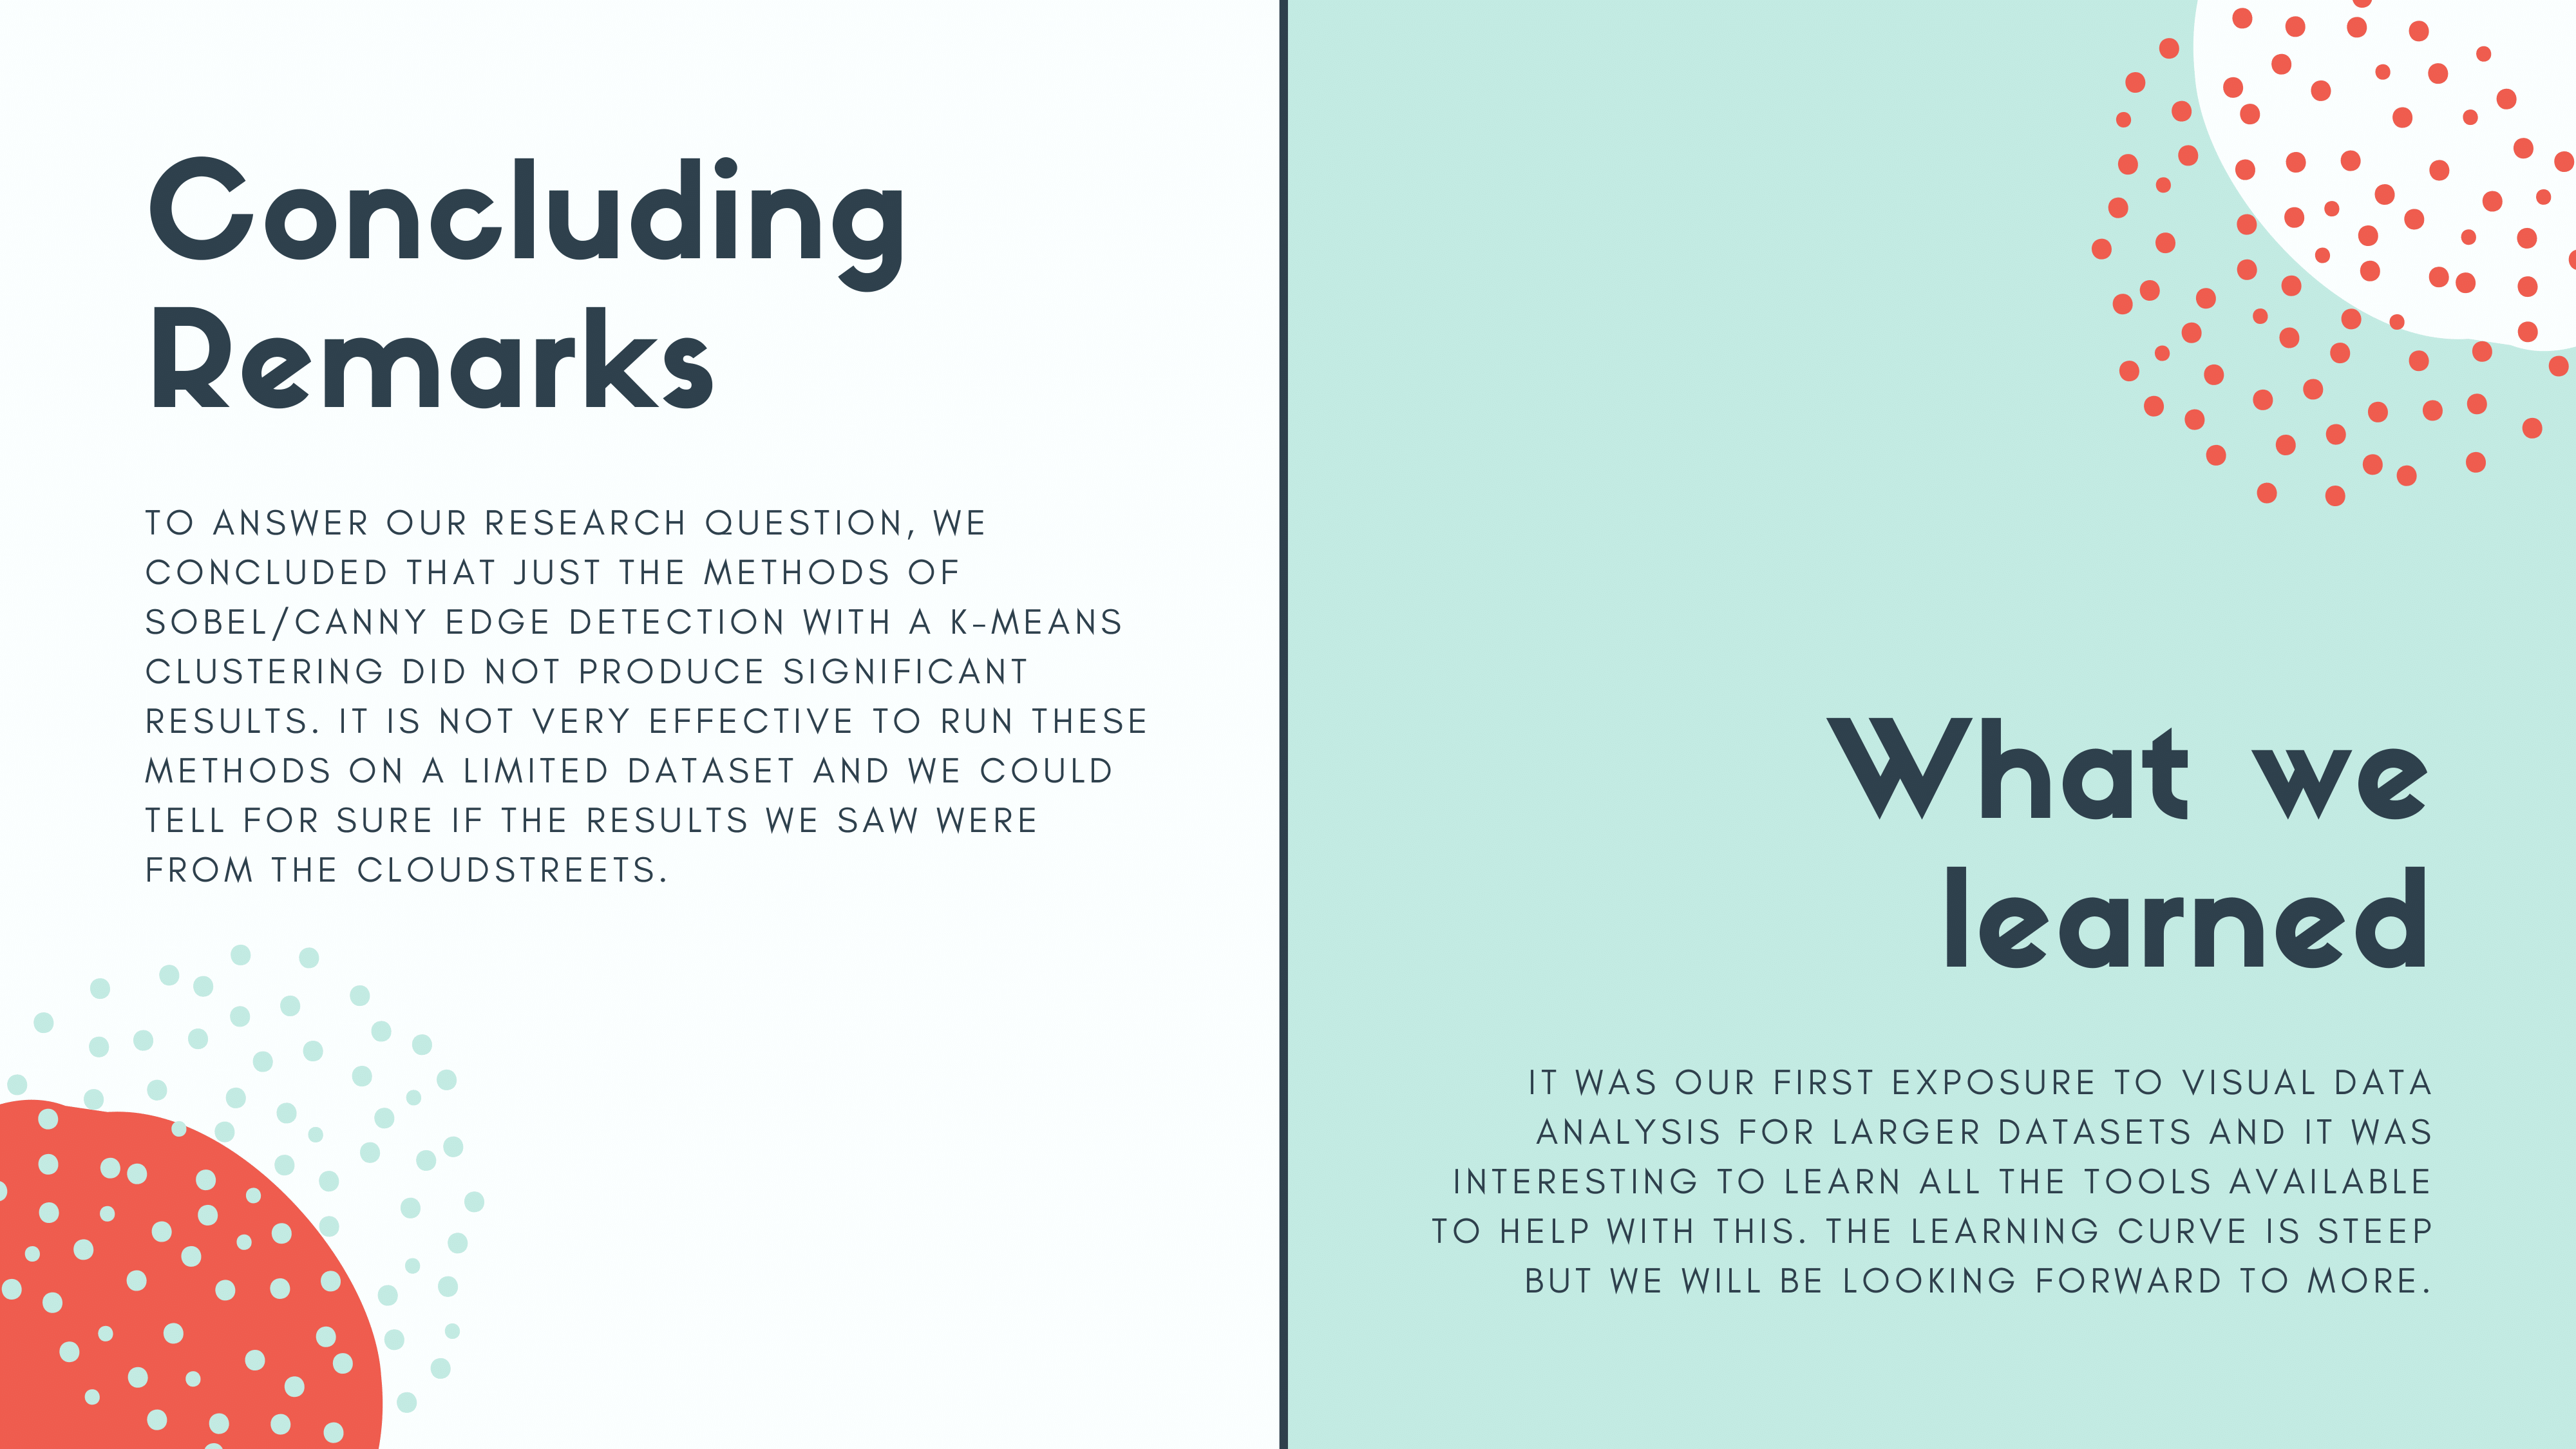 Concluding
Remarks
TO ANSWER OUR RESEARCH QUESTION, WE
CONCLUDED THAT JUST THE METHODS OF
SOBEL/CANNY EDGE DETECTION WITH A K-MEANS
CLUSTERING DID NOT PRODUCE SIGNIFICANT
RESULTS. IT IS NOT VERY EFFECTIVE TO RUN THESE
METHODS ON A LIMITED DATASET AND WE COULD
TELL FOR SURE IF THE RESULTS WE SAW WERE
FROM THE CLOUDSTREETS.
What we
learned
IT WAS OUR FIRST EXPOSURE TO VISUAL DATA
ANALYSIS FOR LARGER DATASETS AND IT WAS
INTERESTING TO LEARN ALL THE TOOLS AVAILABLE
TO HELP WITH THIS. THE LEARNING CURVE IS STEEP
BUT WE WILL BE LOOKING FORWARD TO MORE.